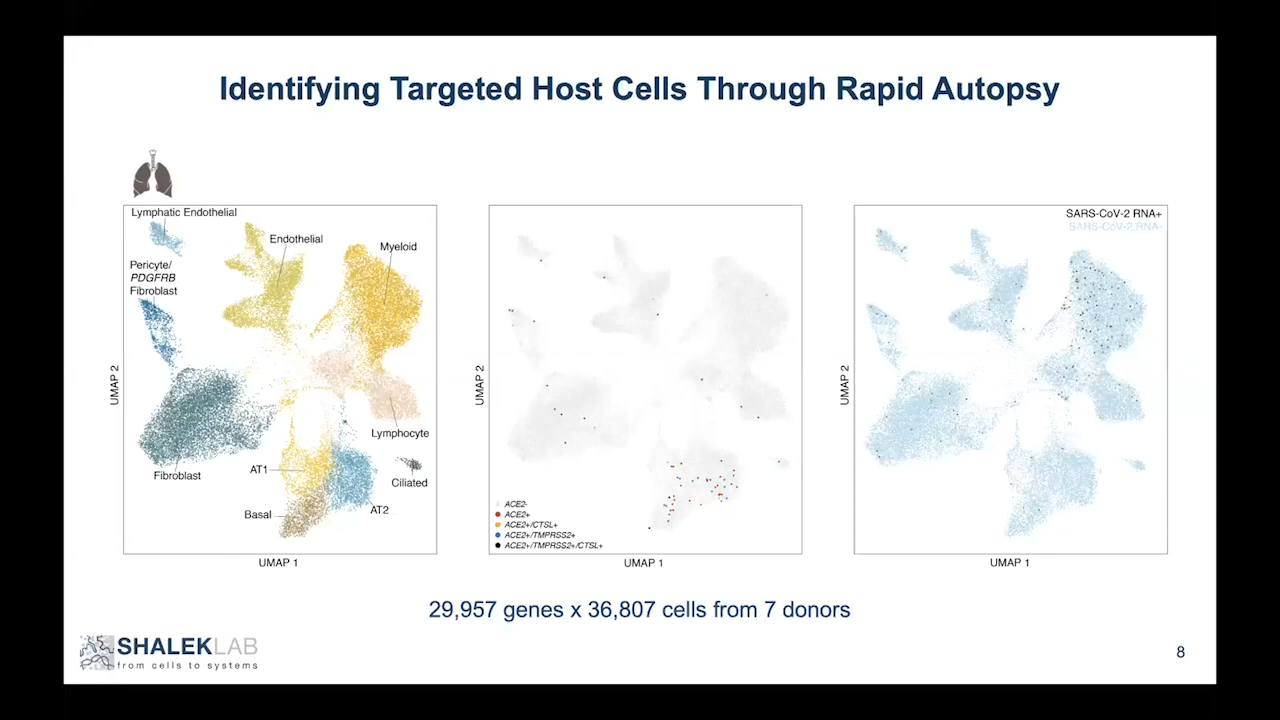 Identifying Targeted Host Cells Through Rapid Autopsy
Lymphatic Endothelial
Endothelial
Myeloid
Pericyte/
PDGFRB
Fibroblast
Lymphocyte
Fibroblast
AT1
Ciliated
Basal
AT2
UMAP 2
UMAP 1
ACE2-
ACE2+
ACE2+/CTSL+
ACE2+/TMPRSS2+
ACE2+/TMPRSS2+/CTSL+
UMAP 2
UMAP 1
SARS-CoV-2 RNA+
SARS-CoV-2 RNA-
UMAP 2
UMAP 1
29,957 genes x 36,807 cells from 7 donors
SHALEKLAB
from cells to systems
8